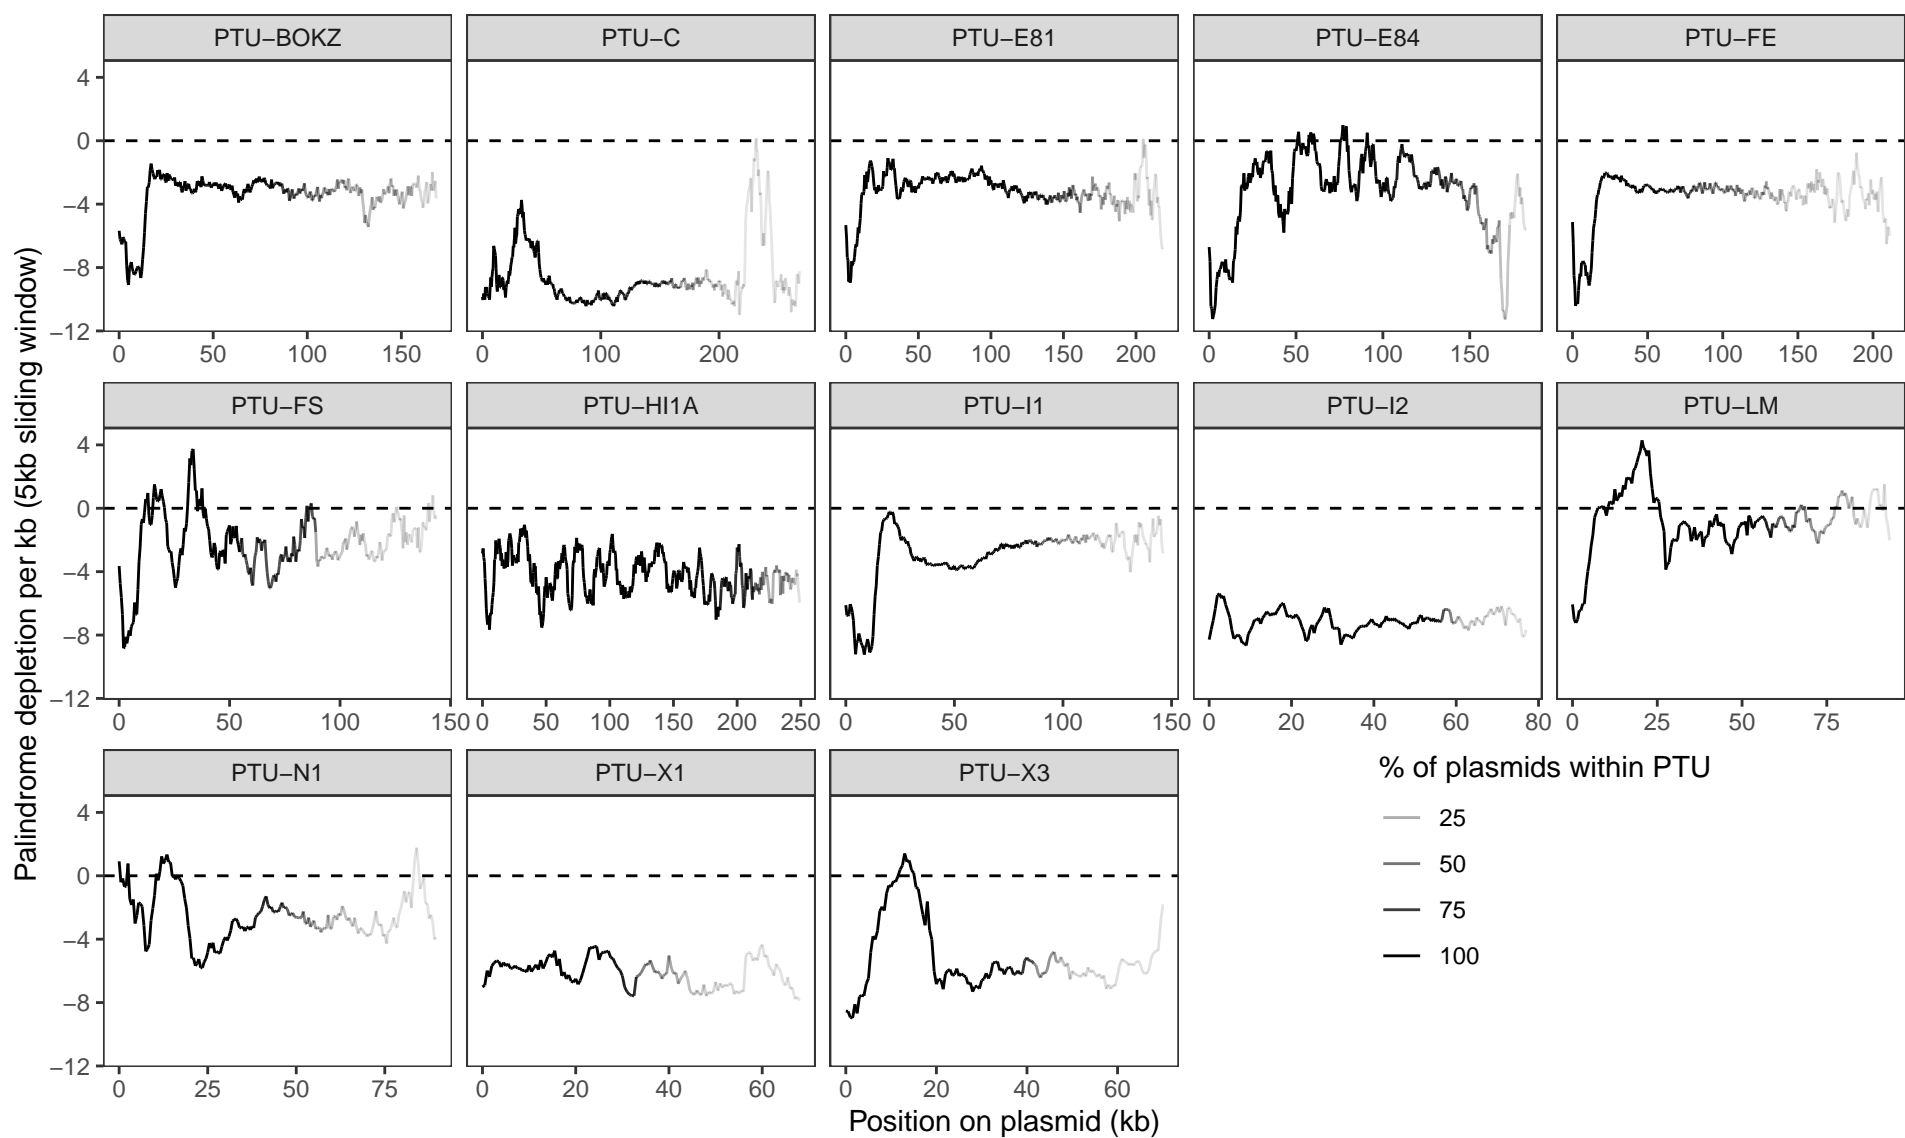 PTU−BOKZ PTU−C PTU−E81 PTU−E84 PTU−FE
4
0
−4
−8
−12
0 50 100 150 0 100 200 0 50 100 150 200 0 50 100 150 0 50 100 150 200
PTU−FS PTU−HI1A PTU−I1 PTU−I2 PTU−LM
4
0
−4
−8
−12
0 50 100 150 0 50 100 150 200 250 0 50 100 150 0 20 40 60 80 0 25 50 75
PTU−N1 PTU−X1 PTU−X3
4
0
−4
−8
−12
0 25 50 75 0 20 40 60 0 20 40 60
Position on plasmid (kb)
Palindrome depletion per kb (5kb sliding window)
% of plasmids within PTU
25
50
75
100